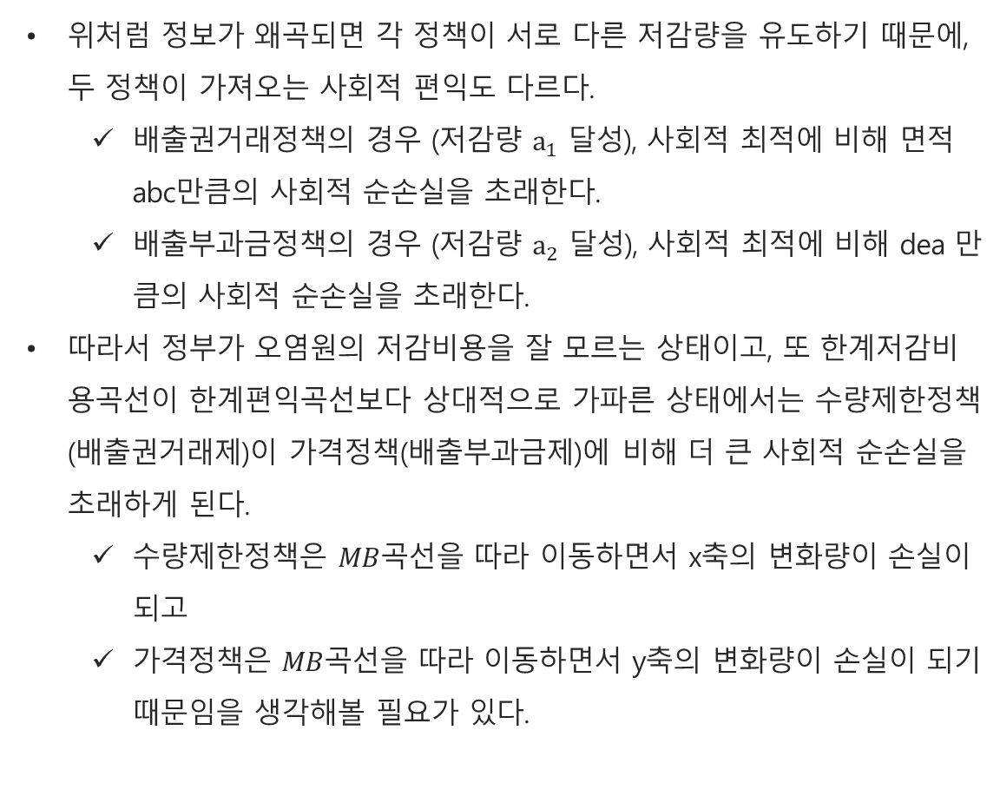 • 위처럼 정보가 왜곡되면 각 정책이 서로 다른 저감량을 유도하기 때문에,
두 정책이 가져오는 사회적 편익도 다르다.
✓ 배출권거래정책의 경우 (저감량 a₁ 달성), 사회적 최적에 비해 면적
abc만큼의 사회적 순손실을 초래한다.
✓ 배출부과금정책의 경우 (저감량 a₂ 달성), 사회적 최적에 비해 dea 만
큼의 사회적 순손실을 초래한다.
• 따라서 정부가 오염원의 저감비용을 잘 모르는 상태이고, 또 한계저감비
용곡선이 한계편익곡선보다 상대적으로 가파른 상태에서는 수량제한정책
(배출권거래제)이 가격정책(배출부과금제)에 비해 더 큰 사회적 순손실을
초래하게 된다.
✓ 수량제한정책은 MB곡선을 따라 이동하면서 x축의 변화량이 손실이
되고
✓ 가격정책은 MB곡선을 따라 이동하면서 y축의 변화량이 손실이 되기
때문임을 생각해볼 필요가 있다.